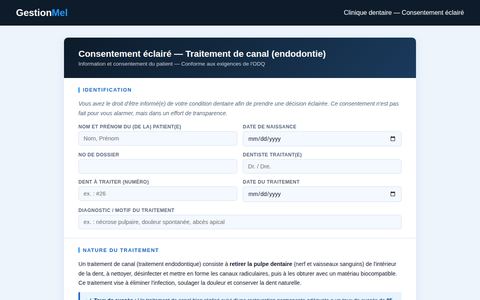 GestionMel
Clinique dentaire — Consentement éclairé
Consentement éclairé — Traitement de canal (endodontie)
Information et consentement du patient — Conforme aux exigences de l'ODQ
IDENTIFICATION
Vous avez le droit d'être informé(e) de votre condition dentaire afin de prendre une décision éclairée. Ce consentement n'est pas
fait pour vous alarmer, mais dans un effort de transparence.
NOM ET PRÉNOM DU (DE LA) PATIENT(E)
DATE DE NAISSANCE
Nom, Prénom
mm/dd/yyyy
NO DE DOSSIER
DENTISTE TRAITANT(E)
Dr. / Dre.
DENT À TRAITER (NUMÉRO)
DATE DU TRAITEMENT
ex. : #26
mm/dd/yyyy
DIAGNOSTIC / MOTIF DU TRAITEMENT
ex. : nécrose pulpaire, douleur spontanée, abcès apical
NATURE DU TRAITEMENT
Un traitement de canal (traitement endodontique) consiste à retirer la pulpe dentaire (nerf et vaisseaux sanguins) de l'intérieur
de la dent, à nettoyer, désinfecter et mettre en forme les canaux radiculaires, puis à les obturer avec un matériau biocompatible.
Ce traitement vise à éliminer l'infection, soulager la douleur et conserver la dent naturelle.